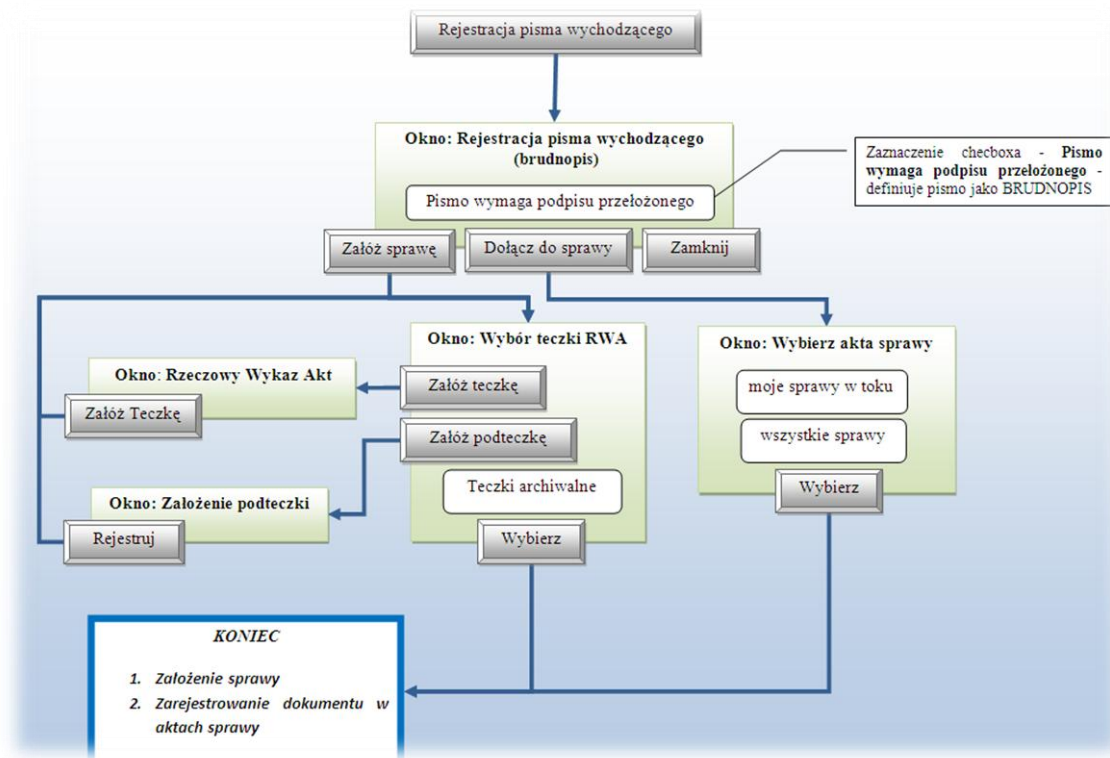 Rejestracja pisma wychodzącego
Okno: Rejestracja pisma wychodzącego
(brudnopis)
Pismo wymaga podpisu przełożonego
Zaznaczenie checboxa - Pismo
wymaga podpisu przełożonego -
definiuje pismo jako BRUDNOPIS
Załóż sprawę
Dołącz do sprawy
Zamknij
Okno: Wybór teczki RWA
Okno: Wybierz akta sprawy
Okno: Rzeczowy Wykaz Akt
Załóż teczkę
moje sprawy w toku
Załóż Teczkę
Załóż podteczkę
wszystkie sprawy
Teczki archiwalne
Wybierz
Okno: Założenie podteczki
Rejestruj
Wybierz
KONIEC
1. Założenie sprawy
2. Zarejestrowanie dokumentu w
aktach sprawy